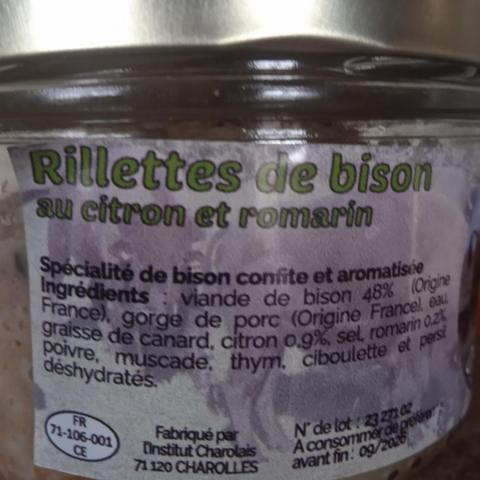 Rillettes de bison
au citron et romarin
Spécialité de bison confite et aromatisée
Ingrédients : viande de bison 48% (Origine
France), gorge de porc (Origine France), eau,
graisse de canard, citron 0.9%, sel, romarin 0.2%,
poivre, muscade, thym, ciboulette et persil
déshydratés.
FR
71-106-001
CE
Fabriqué par
l'Institut Charolais
71 120 CHAROLLES
N° de lot : 23 271 02
A consommer de préférence
avant fin : 09/2026